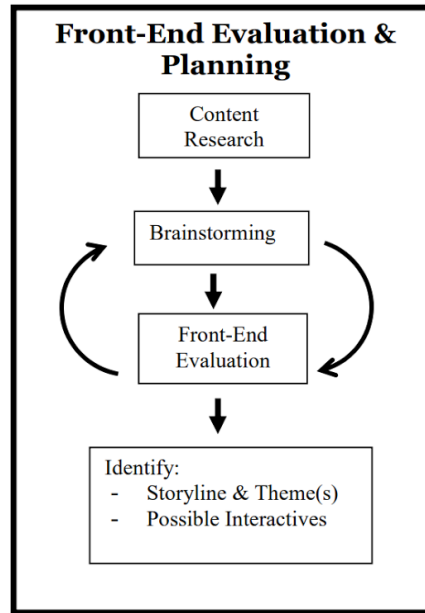 Front-End Evaluation &
Planning
Content
Research
Brainstorming
Front-End
Evaluation
Identify:
- Storyline & Theme(s)
- Possible Interactives